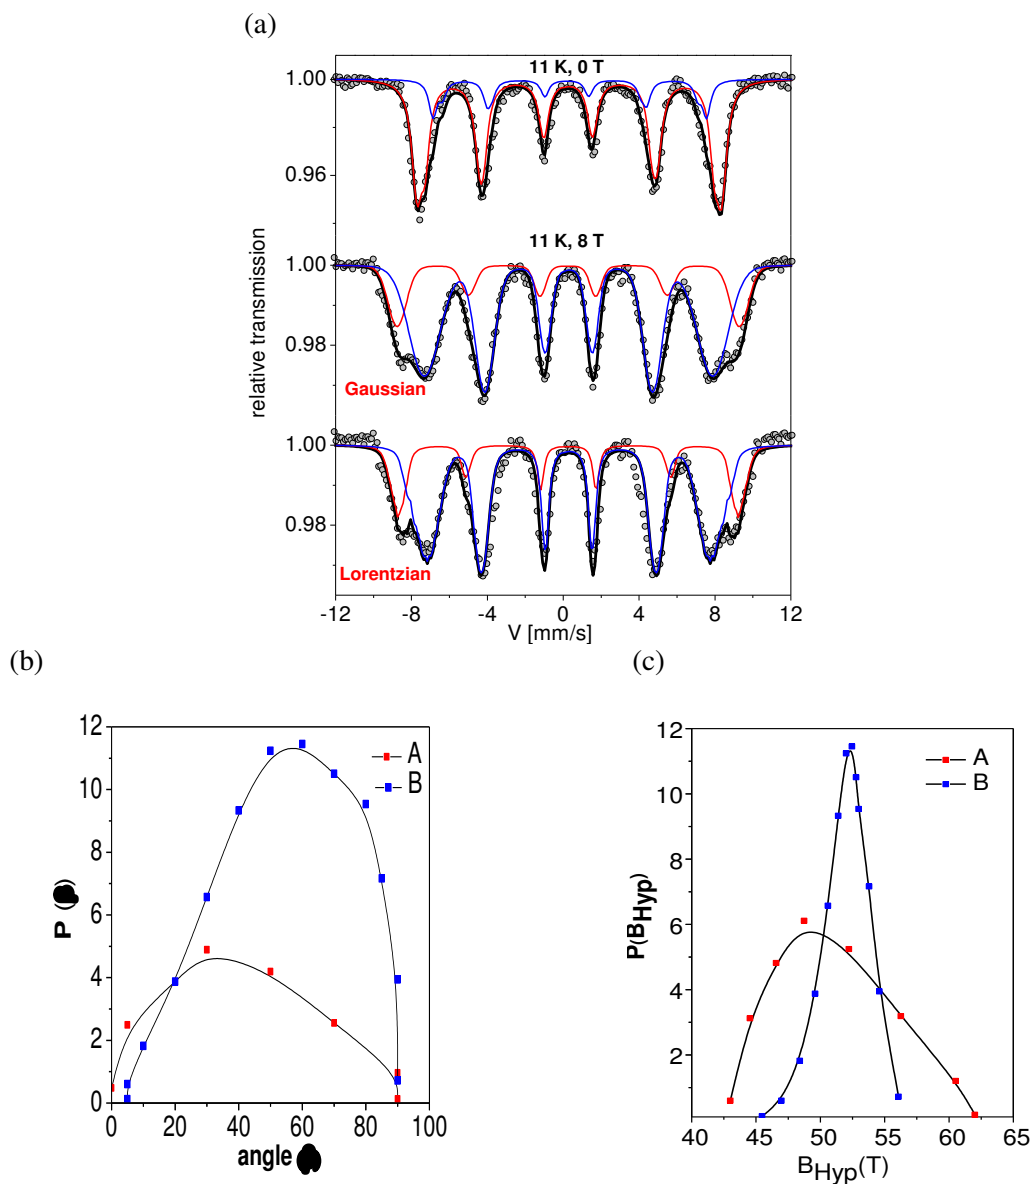 (a)
11 K, 0 T
1.00
0.96
11 K, 8 T
1.00
0.98
Gaussian
1.00
0.98
Lorentzian
relative transmission
-12 -8 -4 0 4 8 12
V [mm/s]
(b)
(c)
12
10
8
6
4
2
0
P (
A
B
0 20 40 60 80 100
angle
12
10
8
6
4
2
P(BHyp)
A
B
40 45 50 55 60 65
BHyp(T)